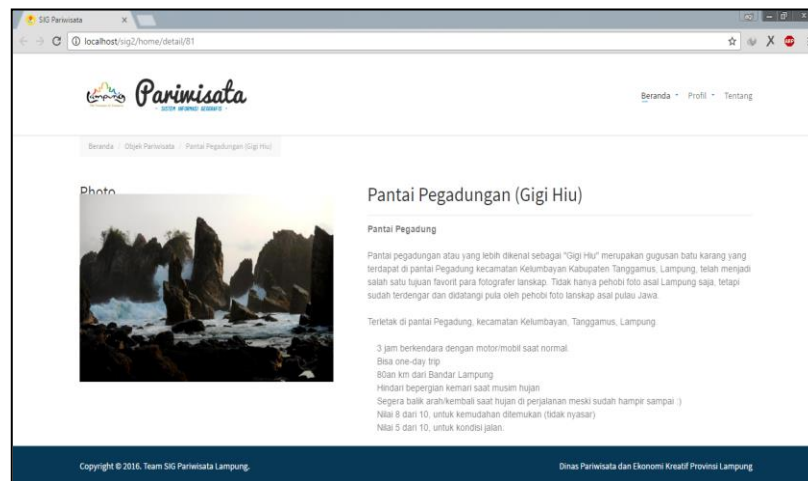 SIG Pariwisata
localhost/sig2/home/detail/81
Pariwisata
SISTEM INFORMASI GEOGRAFIS
Beranda Profil Tentang
Beranda / Objek Pariwisata / Pantai Pegadungan (Gigi Hiu)
Photo
Pantai Pegadungan (Gigi Hiu)
Pantai Pegadung
Pantai pegadungan atau yang lebih dikenal sebagai "Gigi Hiu" merupakan gugusan batu karang yang
terdapat di pantai Pegadung kecamatan Kelumbayan Kabupaten Tanggamus, Lampung, telah menjadi
salah satu tujuan favorit para fotografer lanskap. Tidak hanya pehobi foto asal Lampung saja, tetapi
sudah terdengar dan didatangi pula oleh pehobi foto lanskap asal pulau Jawa.
Terletak di pantai Pegadung, kecamatan Kelumbayan, Tanggamus, Lampung.
3 jam berkendara dengan motor/mobil saat normal.
Bisa one-day trip
80an km dari Bandar Lampung
Hindari bepergian kemari saat musim hujan
Segera balik arah/kembali saat hujan di perjalanan meski sudah hampir sampai :)
Nilai 8 dari 10, untuk kemudahan ditemukan (tidak nyasar)
Nilai 5 dari 10, untuk kondisi jalan.
Copyright © 2016. Team SIG Pariwisata Lampung.
Dinas Pariwisata dan Ekonomi Kreatif Provinsi Lampung